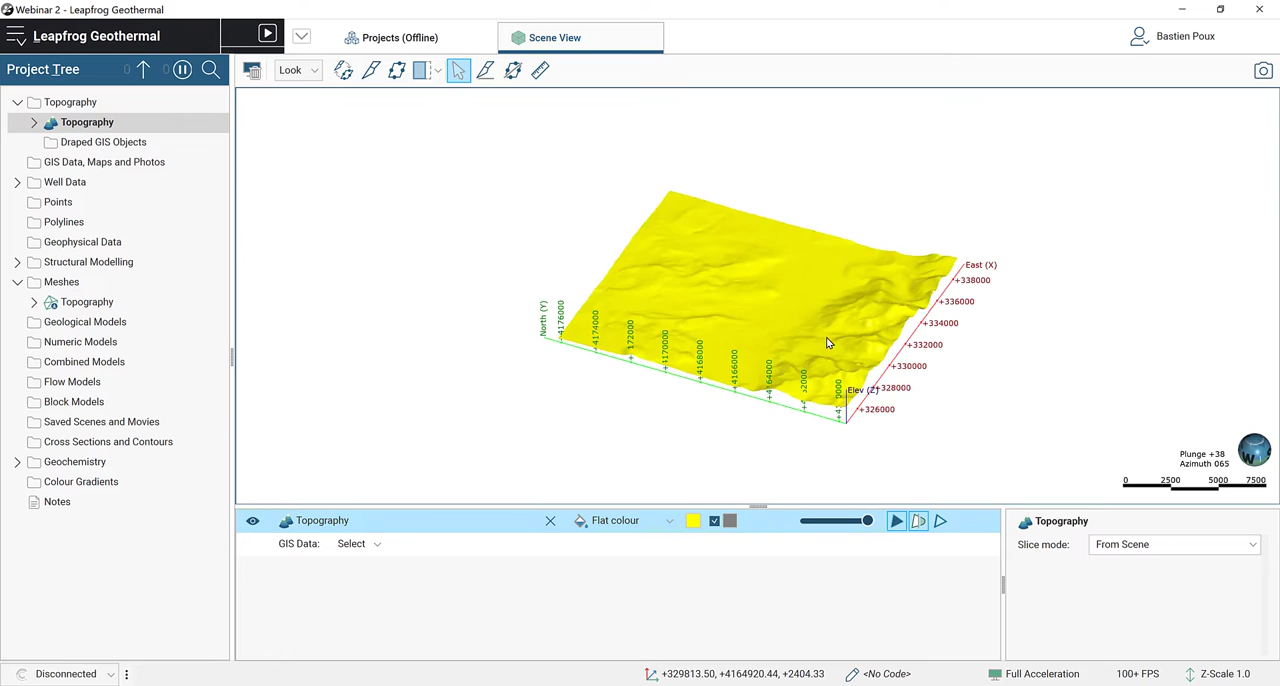 Webinar 2 - Leapfrog Geothermal
Leapfrog Geothermal
Projects (Offline)
Scene View
Bastien Poux
Project Tree
0
0
Look
Topography
Topography
Draped GIS Objects
GIS Data, Maps and Photos
Well Data
Points
Polylines
Geophysical Data
Structural Modelling
Meshes
Topography
Geological Models
Numeric Models
Combined Models
Flow Models
Block Models
Saved Scenes and Movies
Cross Sections and Contours
Geochemistry
Colour Gradients
Notes
East (X)
+338000
+336000
+334000
+332000
+330000
+328000
+326000
Elev (Z)
North (Y)
+4176000
+4174000
+4170000
+4168000
+4166000
+4164000
Plunge +38
Azimuth 065
0 2500 5000 7500
Topography
Flat colour
GIS Data: Select
Topography
Slice mode: From Scene
Disconnected
+329813.50, +4164920.44, +2404.33
<No Code>
Full Acceleration
100+ FPS
Z-Scale 1.0